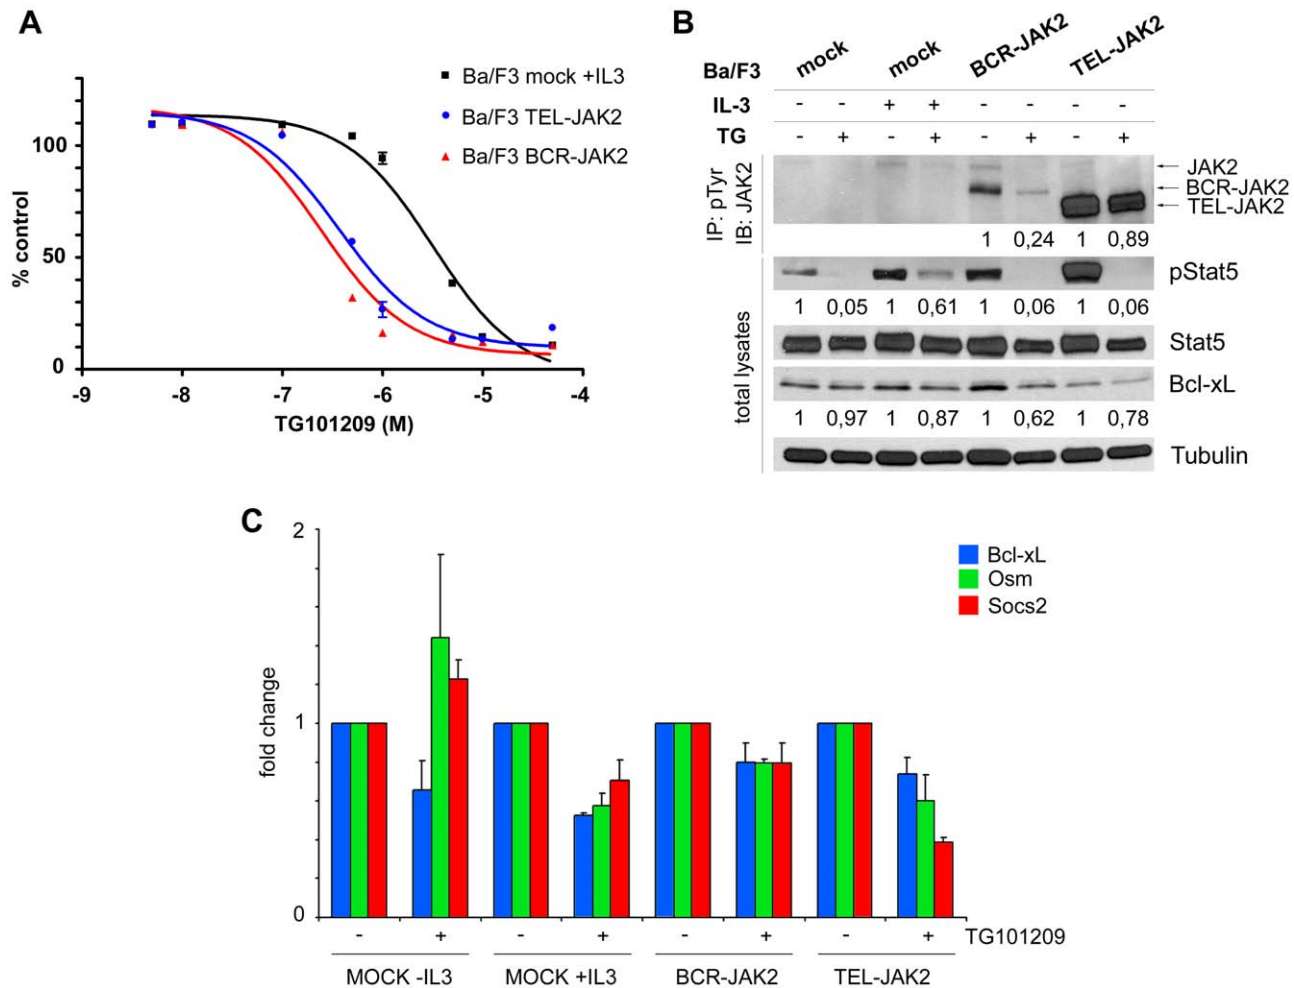 A
Ba/F3 mock +IL3
Ba/F3 TEL-JAK2
Ba/F3 BCR-JAK2
% control
100
50
0
-9 -8 -7 -6 -5 -4
TG101209 (M)
B
Ba/F3 mock mock BCR-JAK2 TEL-JAK2
IL-3 - - + + - - - -
TG - + - + - + - +
IP: pTyr
IB: JAK2
JAK2
BCR-JAK2
TEL-JAK2
1 0,24 1 0,89
total lysates
pStat5
1 0,05 1 0,61 1 0,06 1 0,06
Stat5
Bcl-xL
1 0,97 1 0,87 1 0,62 1 0,78
Tubulin
C
Bcl-xL
Osm
Socs2
fold change
2
1
0
- + - + - + - + TG101209
MOCK -IL3 MOCK +IL3 BCR-JAK2 TEL-JAK2